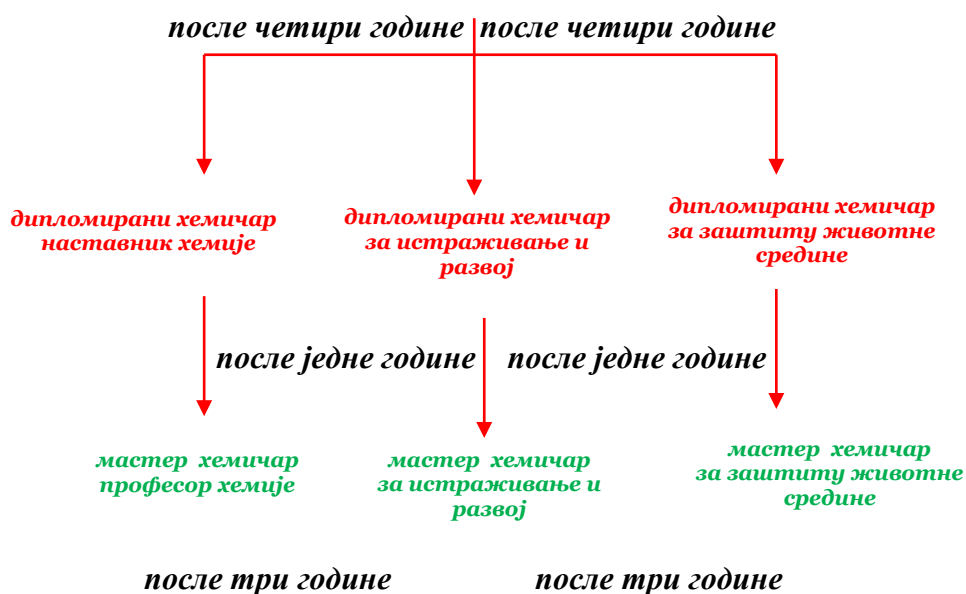 после четири године после четири године
дипломирани хемичар
наставник хемије
дипломирани хемичар
за истраживање и
развој
дипломирани хемичар
за заштиту животне
средине
после једне године после једне године
мастер хемичар
професор хемије
мастер хемичар
за истраживање и
развој
мастер хемичар
за заштиту животне
средине
после три године после три године